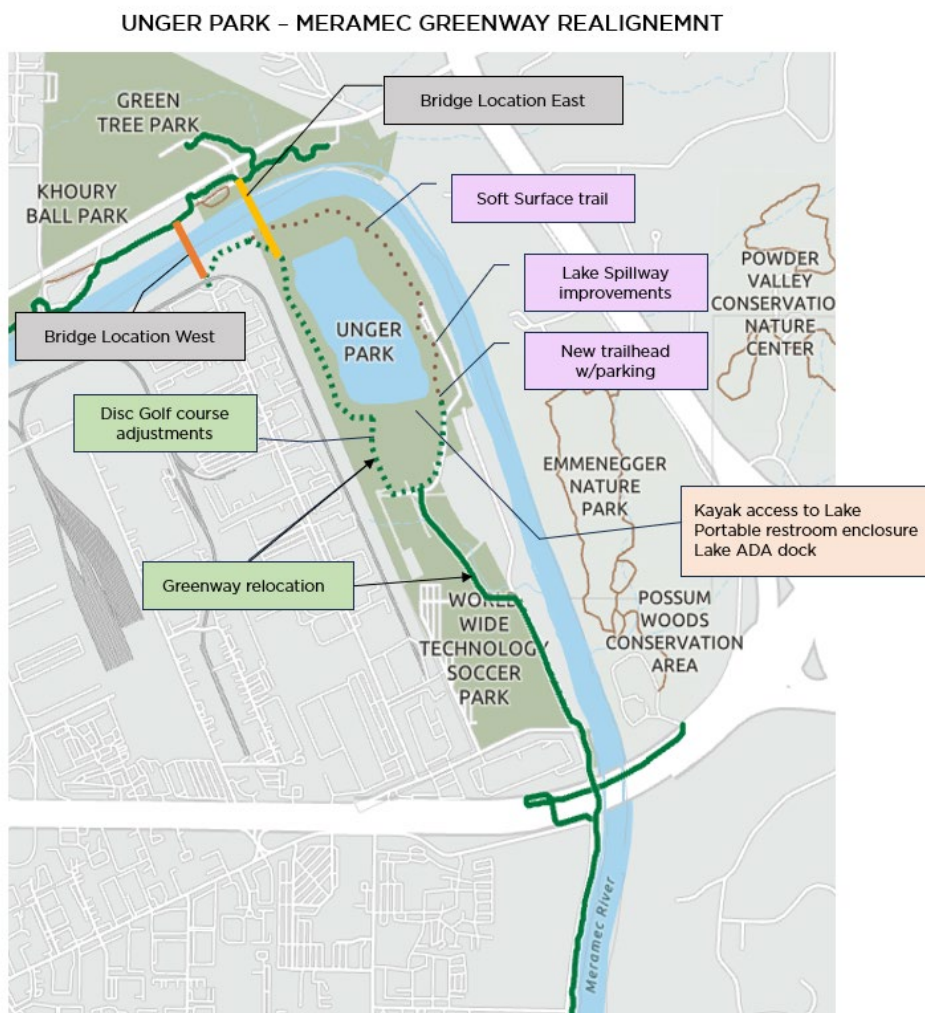 UNGER PARK – MERAMEC GREENWAY REALIGNEMNT
Bridge Location East
GREEN
TREE PARK
KHOURY
BALL PARK
Soft Surface trail
Lake Spillway
improvements
POWDER
VALLEY
CONSERVATIO
NATURE
CENTER
Bridge Location West
UNGER
PARK
New trailhead
w/parking
Disc Golf course
adjustments
EMMENEGGER
NATURE
PARK
Kayak access to Lake
Portable restroom enclosure
Lake ADA dock
Greenway relocation
WORLD
WIDE
TECHNOLOGY
SOCCER
PARK
POSSUM
WOODS
CONSERVATION
AREA
Meramec River